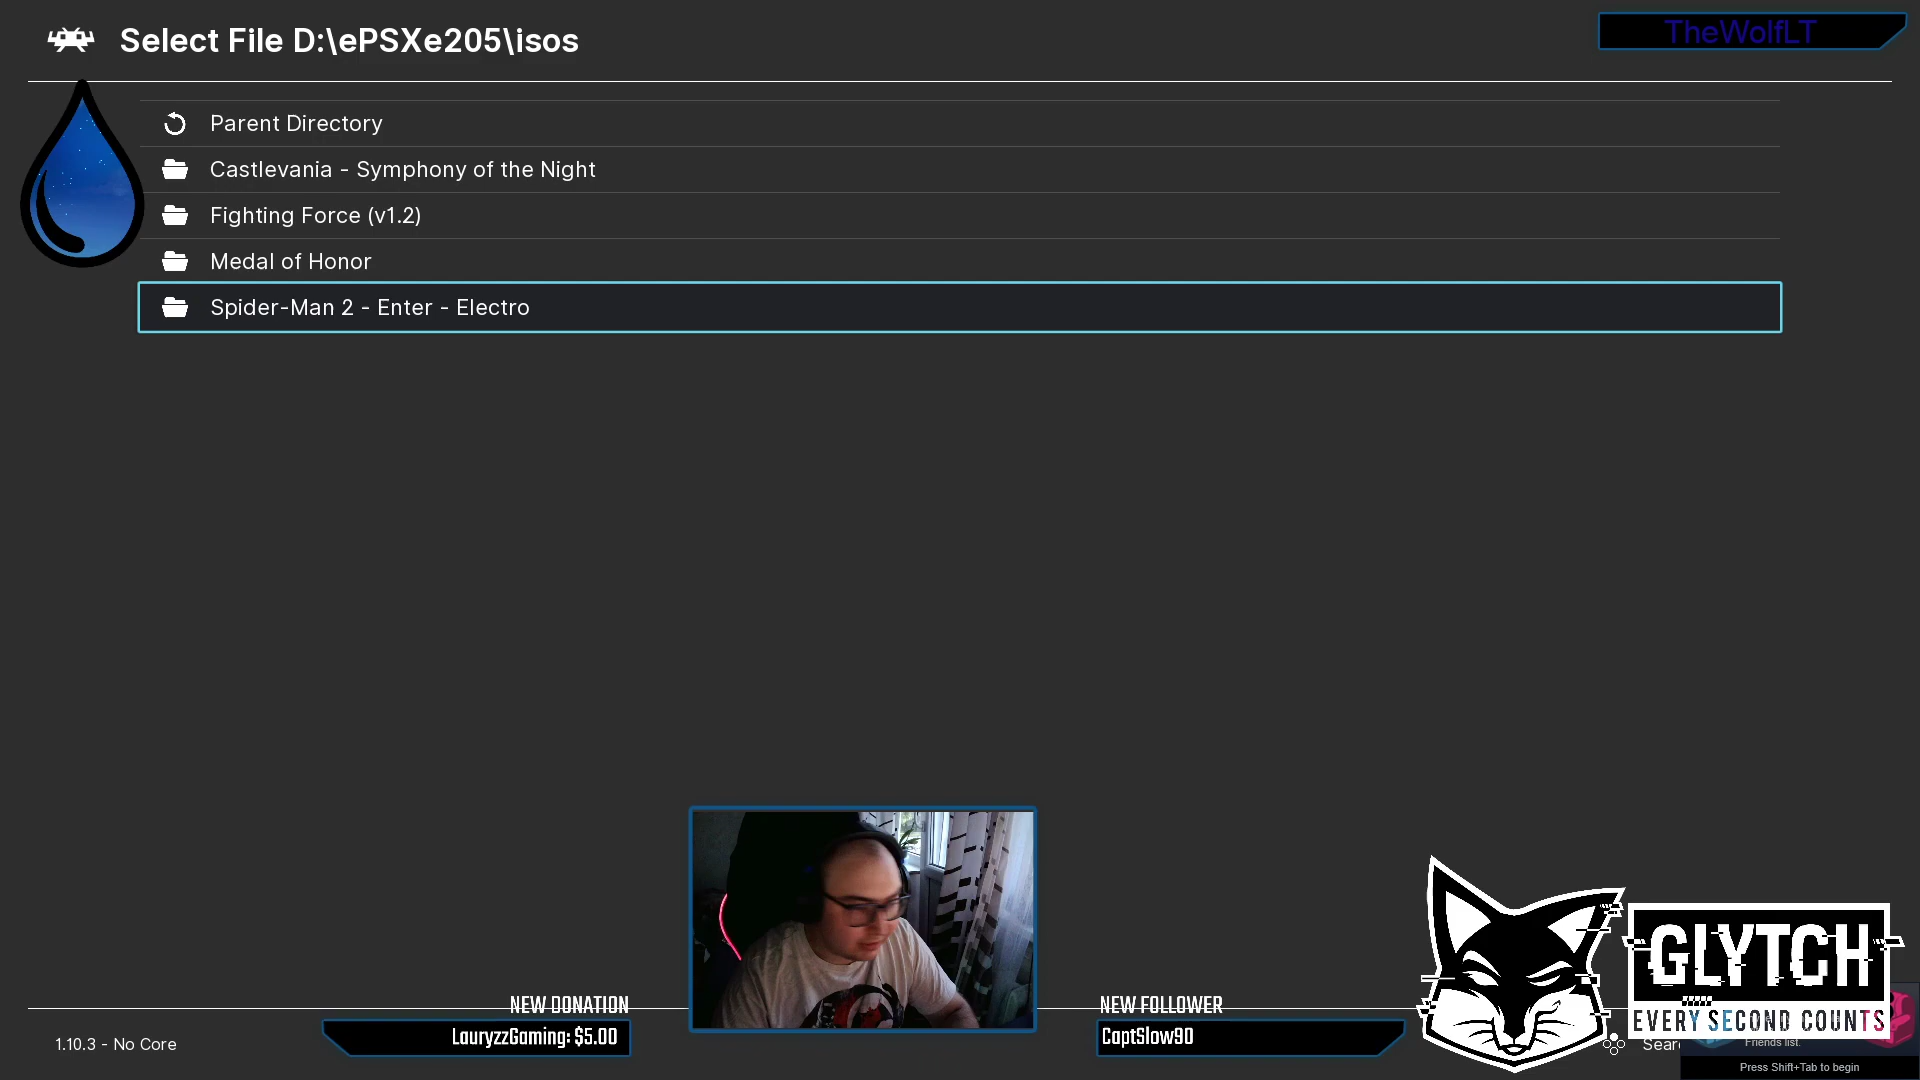 Select File D:\ePSXe205\isos
TheWolfLT
Parent Directory
Castlevania - Symphony of the Night
Fighting Force (v1.2)
Medal of Honor
Spider-Man 2 - Enter - Electro
NEW DONATION
LauryzzGaming: $5.00
NEW FOLLOWER
CaptSlow90
GLYTCH
EVERY SECOND COUNTS
1.10.3 - No Core
Friends list.
Press Shift+Tab to begin